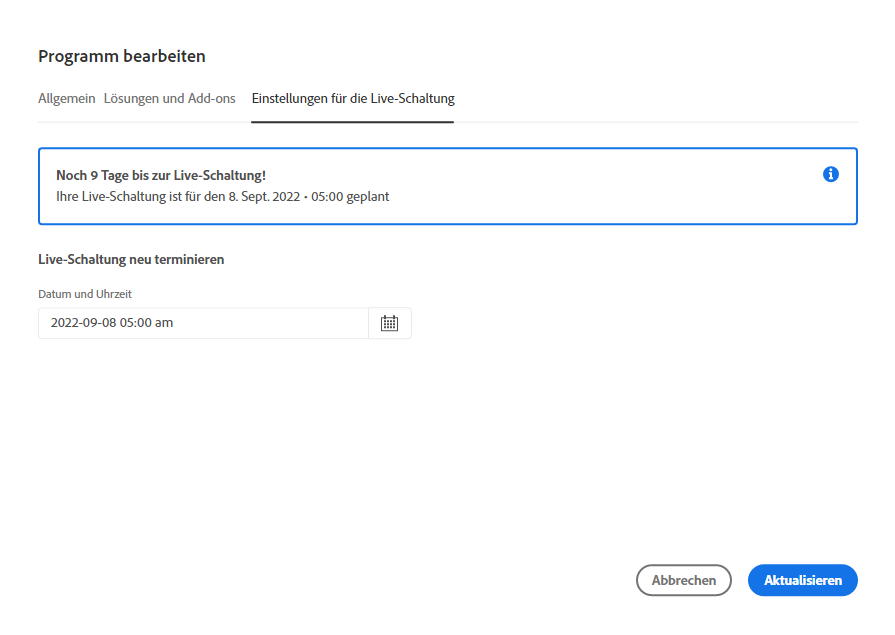 Programm bearbeiten
Allgemein Lösungen und Add-ons Einstellungen für die Live-Schaltung
Noch 9 Tage bis zur Live-Schaltung!
Ihre Live-Schaltung ist für den 8. Sept. 2022 • 05:00 geplant
Live-Schaltung neu terminieren
Datum und Uhrzeit
2022-09-08 05:00 am
Abbrechen Aktualisieren